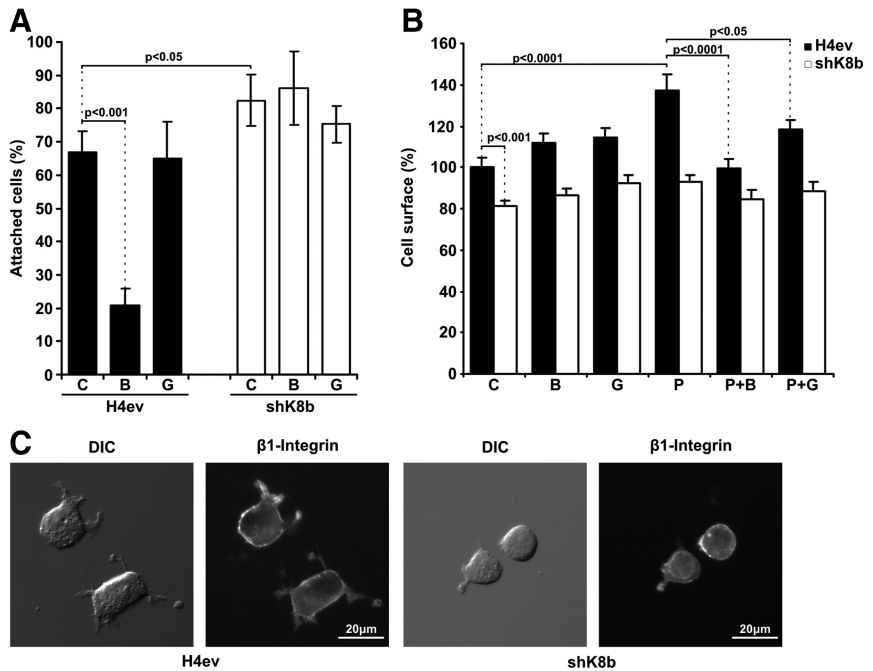 A
Attached cells (%)
100
90
80
70
60
50
40
30
20
10
0
p<0.05
p<0.001
C B G C B G
H4ev shK8b
B
Cell surface (%)
160
140
120
100
80
60
40
20
0
p<0.05
p<0.0001 p<0.0001
p<0.001
H4ev
shK8b
C B G P P+B P+G
C
DIC β1-Integrin DIC β1-Integrin
20μm 20μm
H4ev shK8b